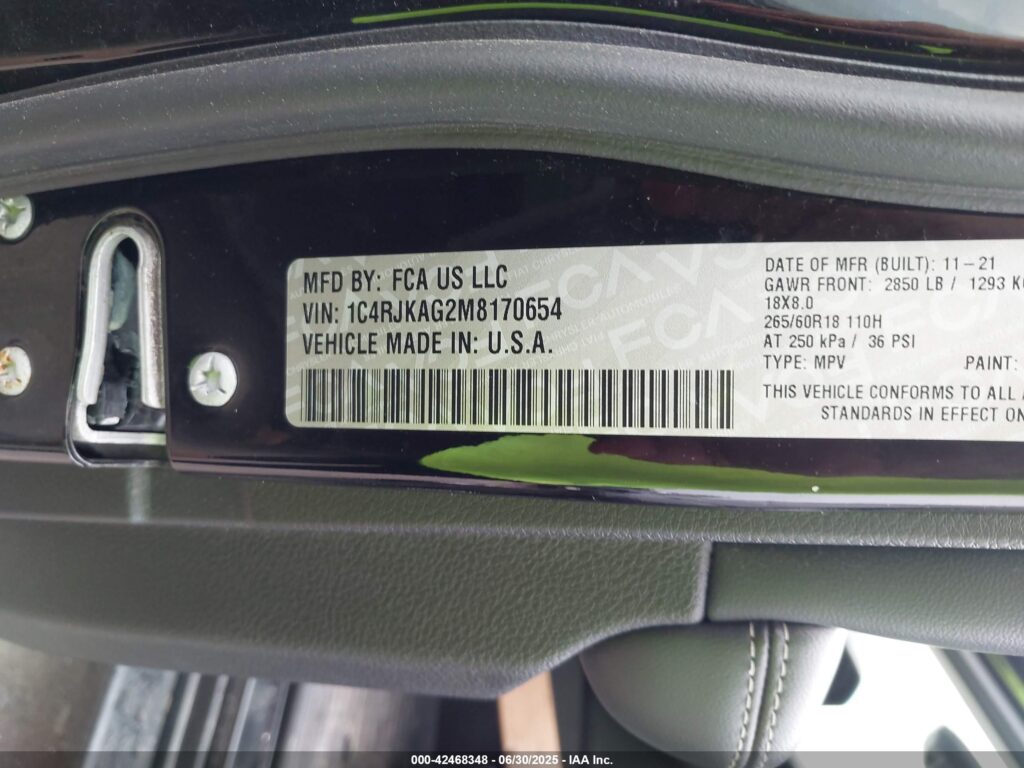 MFD BY: FCA US LLC
VIN: 1C4RJKAG2M8170654
VEHICLE MADE IN: U.S.A.
DATE OF MFR (BUILT): 11-21
GAWR FRONT: 2850 LB / 1293
18X8.0
265/60R18 110H
AT 250 kPa / 36 PSI
TYPE: MPV PAINT:
THIS VEHICLE CONFORMS TO ALL
STANDARDS IN EFFECT ON
000-42468348 - 06/30/2025 - IAA Inc.